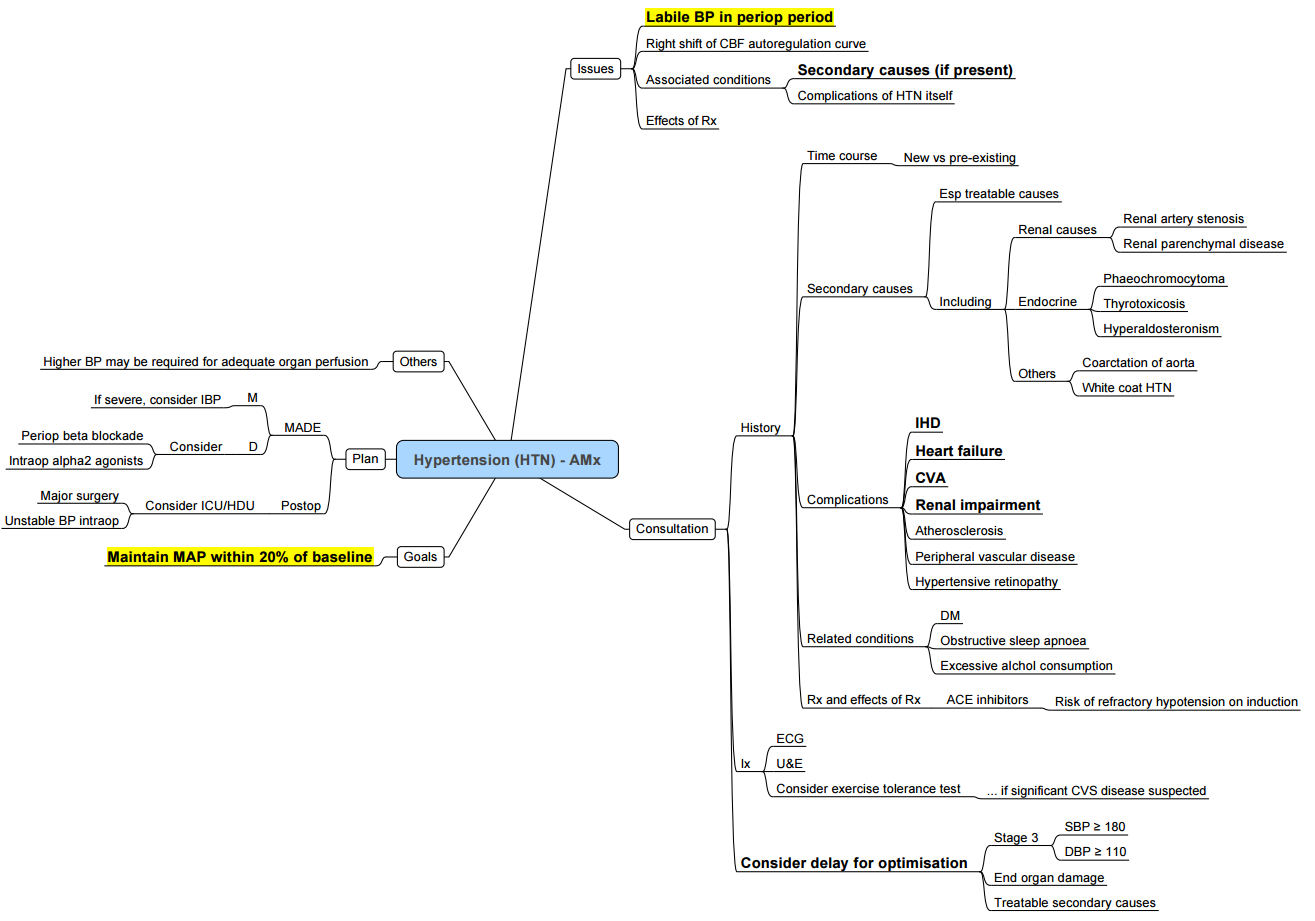 Hypertension (HTN) - AMx
Issues
Labile BP in periop period
Right shift of CBF autoregulation curve
Associated conditions
Secondary causes (if present)
Complications of HTN itself
Effects of Rx
Consultation
History
Time course
New vs pre-existing
Secondary causes
Esp treatable causes
Including
Renal causes
Renal artery stenosis
Renal parenchymal disease
Endocrine
Phaeochromocytoma
Thyrotoxicosis
Hyperaldosteronism
Others
Coarctation of aorta
White coat HTN
Complications
IHD
Heart failure
CVA
Renal impairment
Atherosclerosis
Peripheral vascular disease
Hypertensive retinopathy
Related conditions
DM
Obstructive sleep apnoea
Excessive alchol consumption
Rx and effects of Rx
ACE inhibitors
Risk of refractory hypotension on induction
Ix
ECG
U&E
Consider exercise tolerance test
... if significant CVS disease suspected
Consider delay for optimisation
Stage 3
SBP ≥ 180
DBP ≥ 110
End organ damage
Treatable secondary causes
Others
Higher BP may be required for adequate organ perfusion
Plan
MADE
M
If severe, consider IBP
D
Consider
Periop beta blockade
Intraop alpha2 agonists
Postop
Consider ICU/HDU
Major surgery
Unstable BP intraop
Goals
Maintain MAP within 20% of baseline